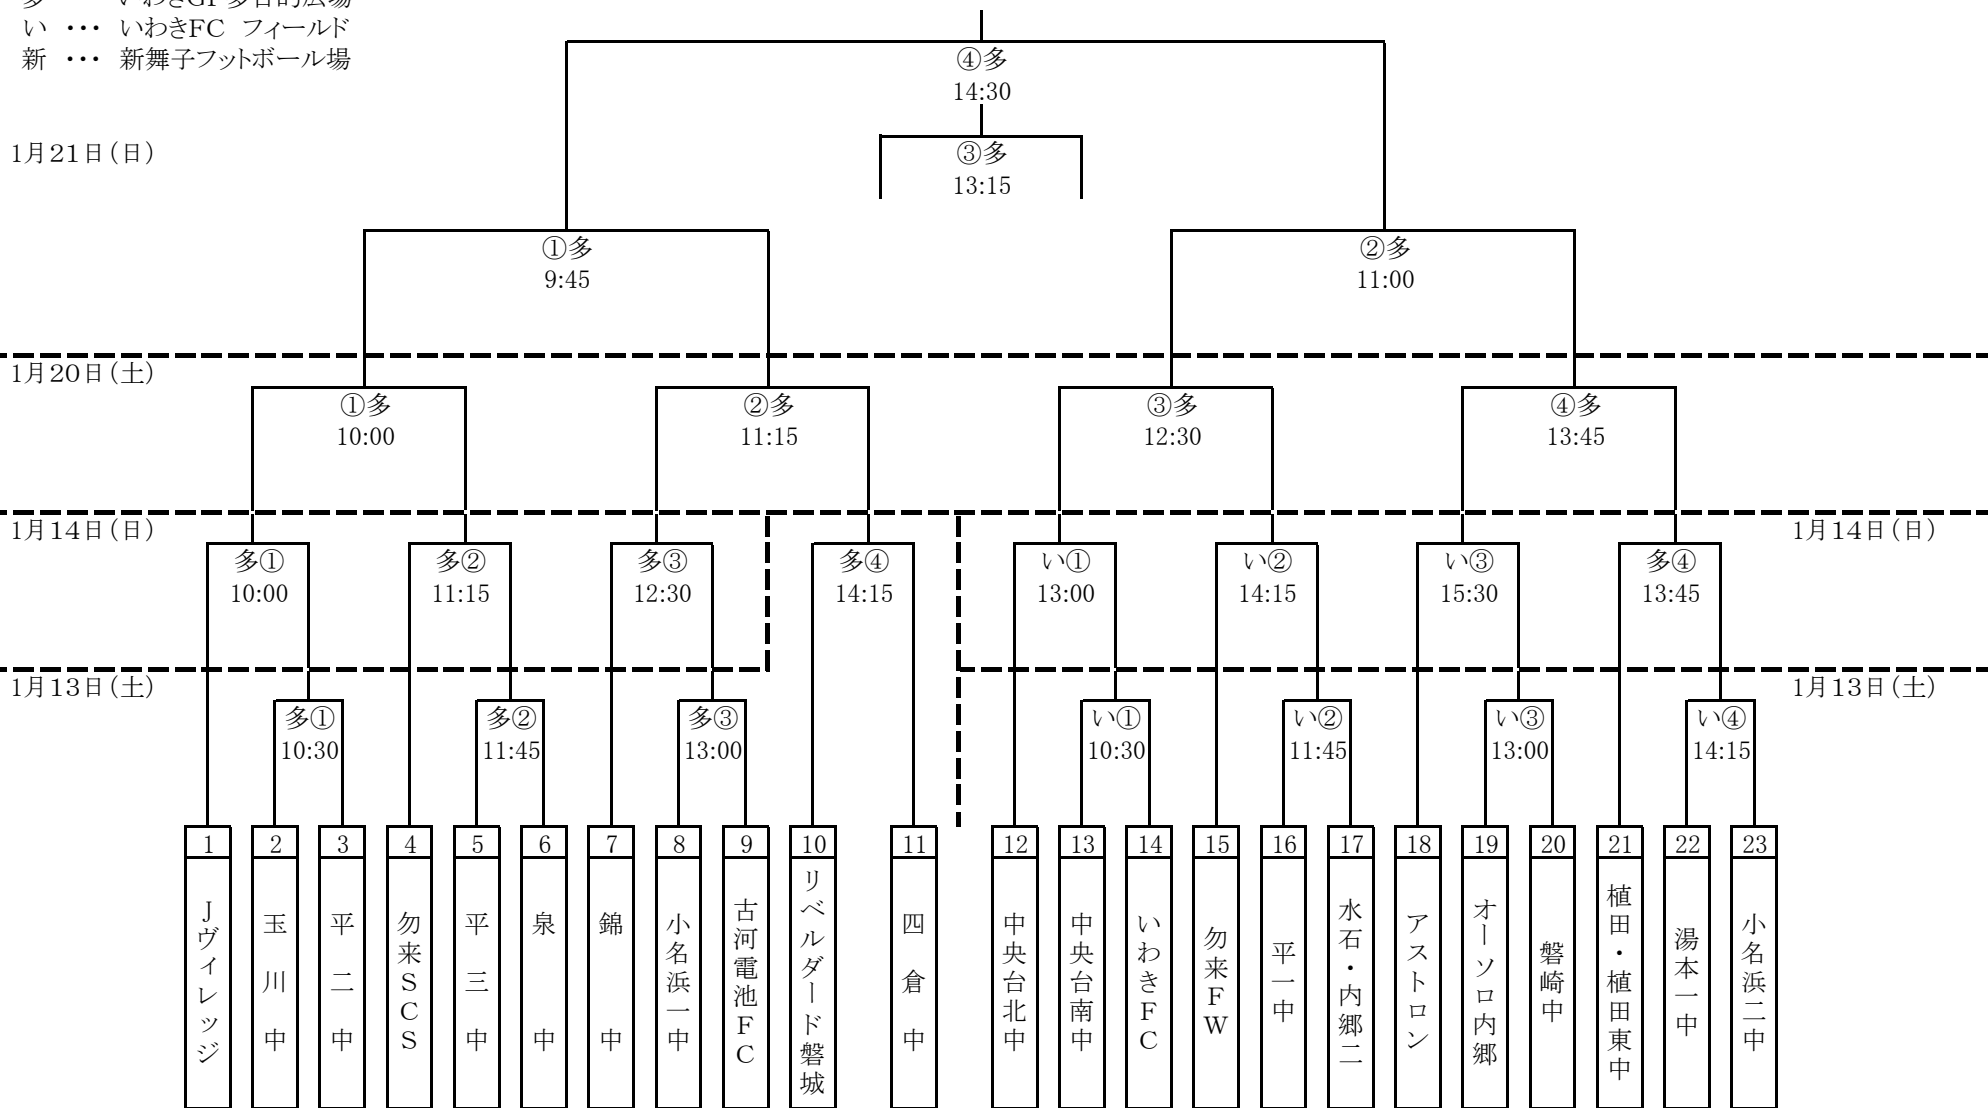 多 ・・・ いわきGF多目的広場
い ・・・ いわきFC フィールド
新 ・・・ 新舞子フットボール場
④多
14:30
1月21日(日)
③多
13:15
①多
9:45
②多
11:00
1月20日(土)
①多
10:00
②多
11:15
③多
12:30
④多
13:45
1月14日(日)
1月14日(日)
多①
10:00
多②
11:15
多③
12:30
多④
14:15
い①
13:00
い②
14:15
い③
15:30
多④
13:45
1月13日(土)
1月13日(土)
多①
10:30
多②
11:45
多③
13:00
い①
10:30
い②
11:45
い③
13:00
い④
14:15
1
2
3
4
5
6
7
8
9
10
11
12
13
14
15
16
17
18
19
20
21
22
23
Jヴィレッジ
玉川中
平二中
勿来SCS
平三中
泉中
錦中
小名浜一中
古河電池FC
リベルダード磐城
四倉中
中央台北中
中央台南中
いわきFC
勿来FW
平一中
水石・内郷二
アストロン
オーソロ内郷
磐崎中
植田・植田東中
湯本一中
小名浜二中